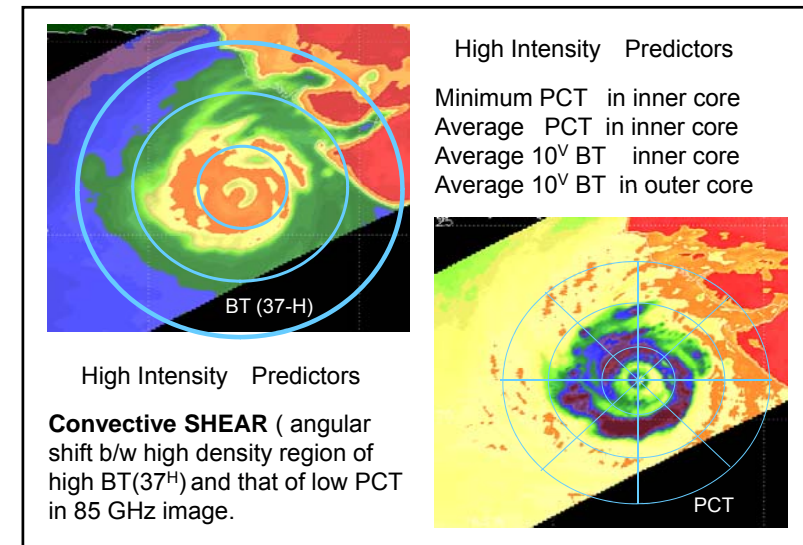 High Intensity Predictors
Minimum PCT in inner core
Average PCT in inner core
Average 10V BT inner core
Average 10V BT in outer core
BT (37-H)
25
High Intensity Predictors
Convective SHEAR ( angular
shift b/w high density region of
high BT(37H) and that of low PCT
in 85 GHz image.
PCT